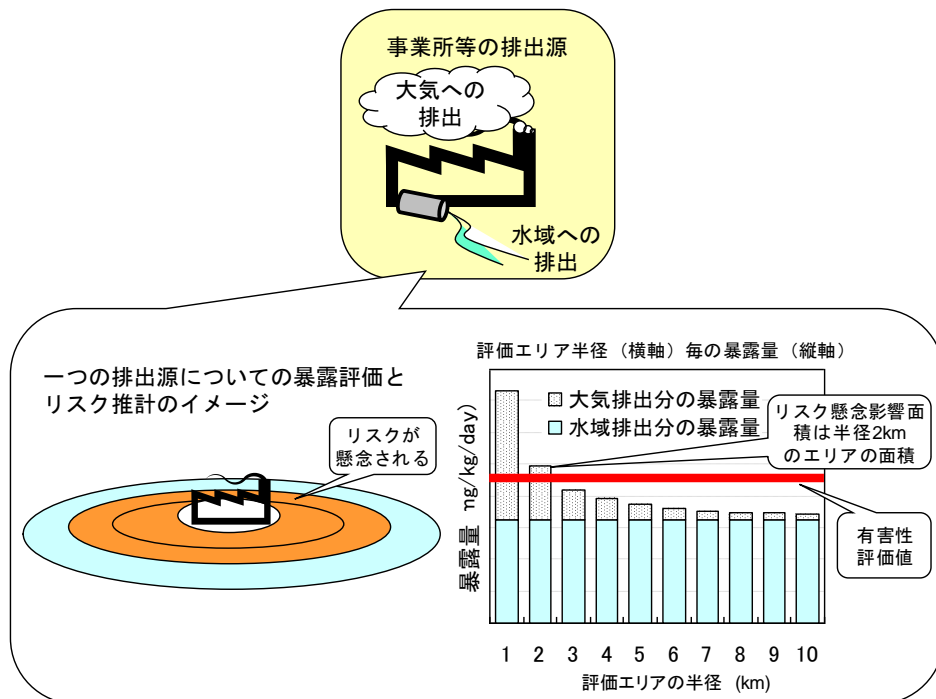 事業所等の排出源
大気への
排出
水域への
排出
一つの排出源についての暴露評価と
リスク推計のイメージ
リスクが
懸念される
評価エリア半径（横軸）毎の暴露量（縦軸）
大気排出分の暴露量
水域排出分の暴露量
リスク懸念影響面
積は半径2km
のエリアの面積
有害性
評価値
暴露量 mg/kg/day)
1 2 3 4 5 6 7 8 9 10
評価エリアの半径 (km)